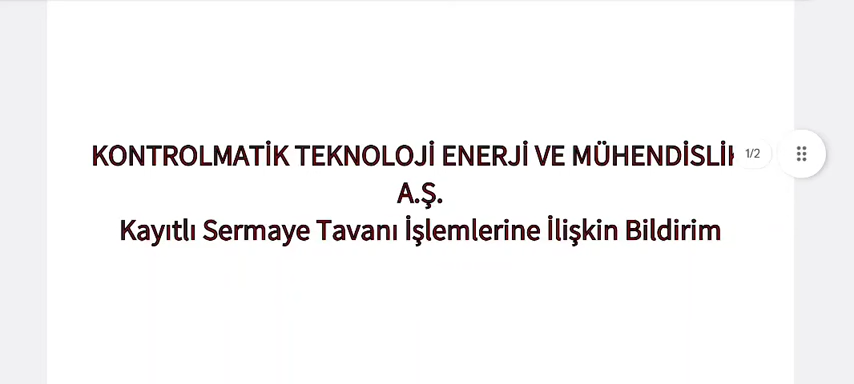 KONTROLMATİK TEKNOLOJİ ENERJİ VE MÜHENDİSLİK
1/2
A.Ş.
Kayıtlı Sermaye Tavanı İşlemlerine İlişkin Bildirim